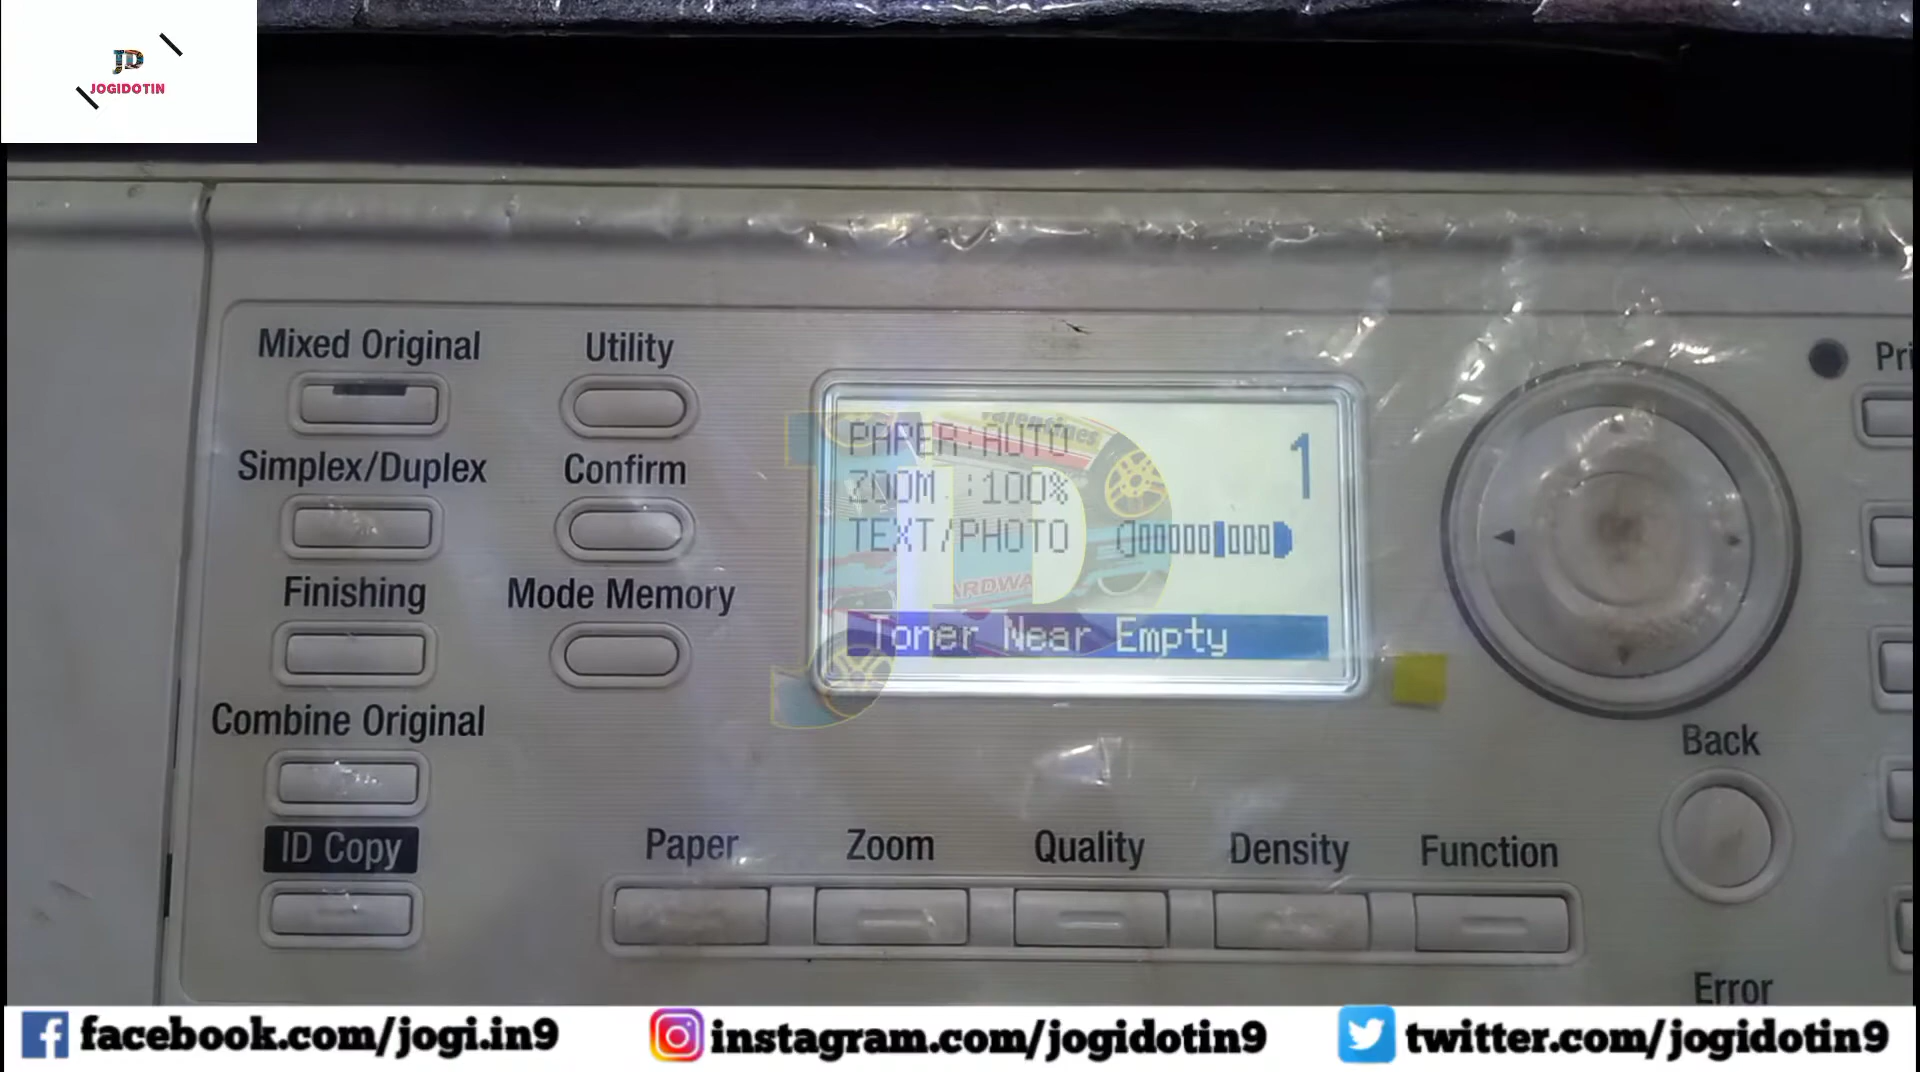 JD
JOGIDOTIN
Mixed Original
Utility
Pri
Simplex/Duplex
Confirm
Finishing
Mode Memory
Combine Original
ID Copy
PAPER:AUTO
1
ZOOM :100%
TEXT/PHOTO
Toner Near Empty
JD
Back
Paper
Zoom
Quality
Density
Function
Error
facebook.com/jogi.in9
instagram.com/jogidotin9
twitter.com/jogidotin9